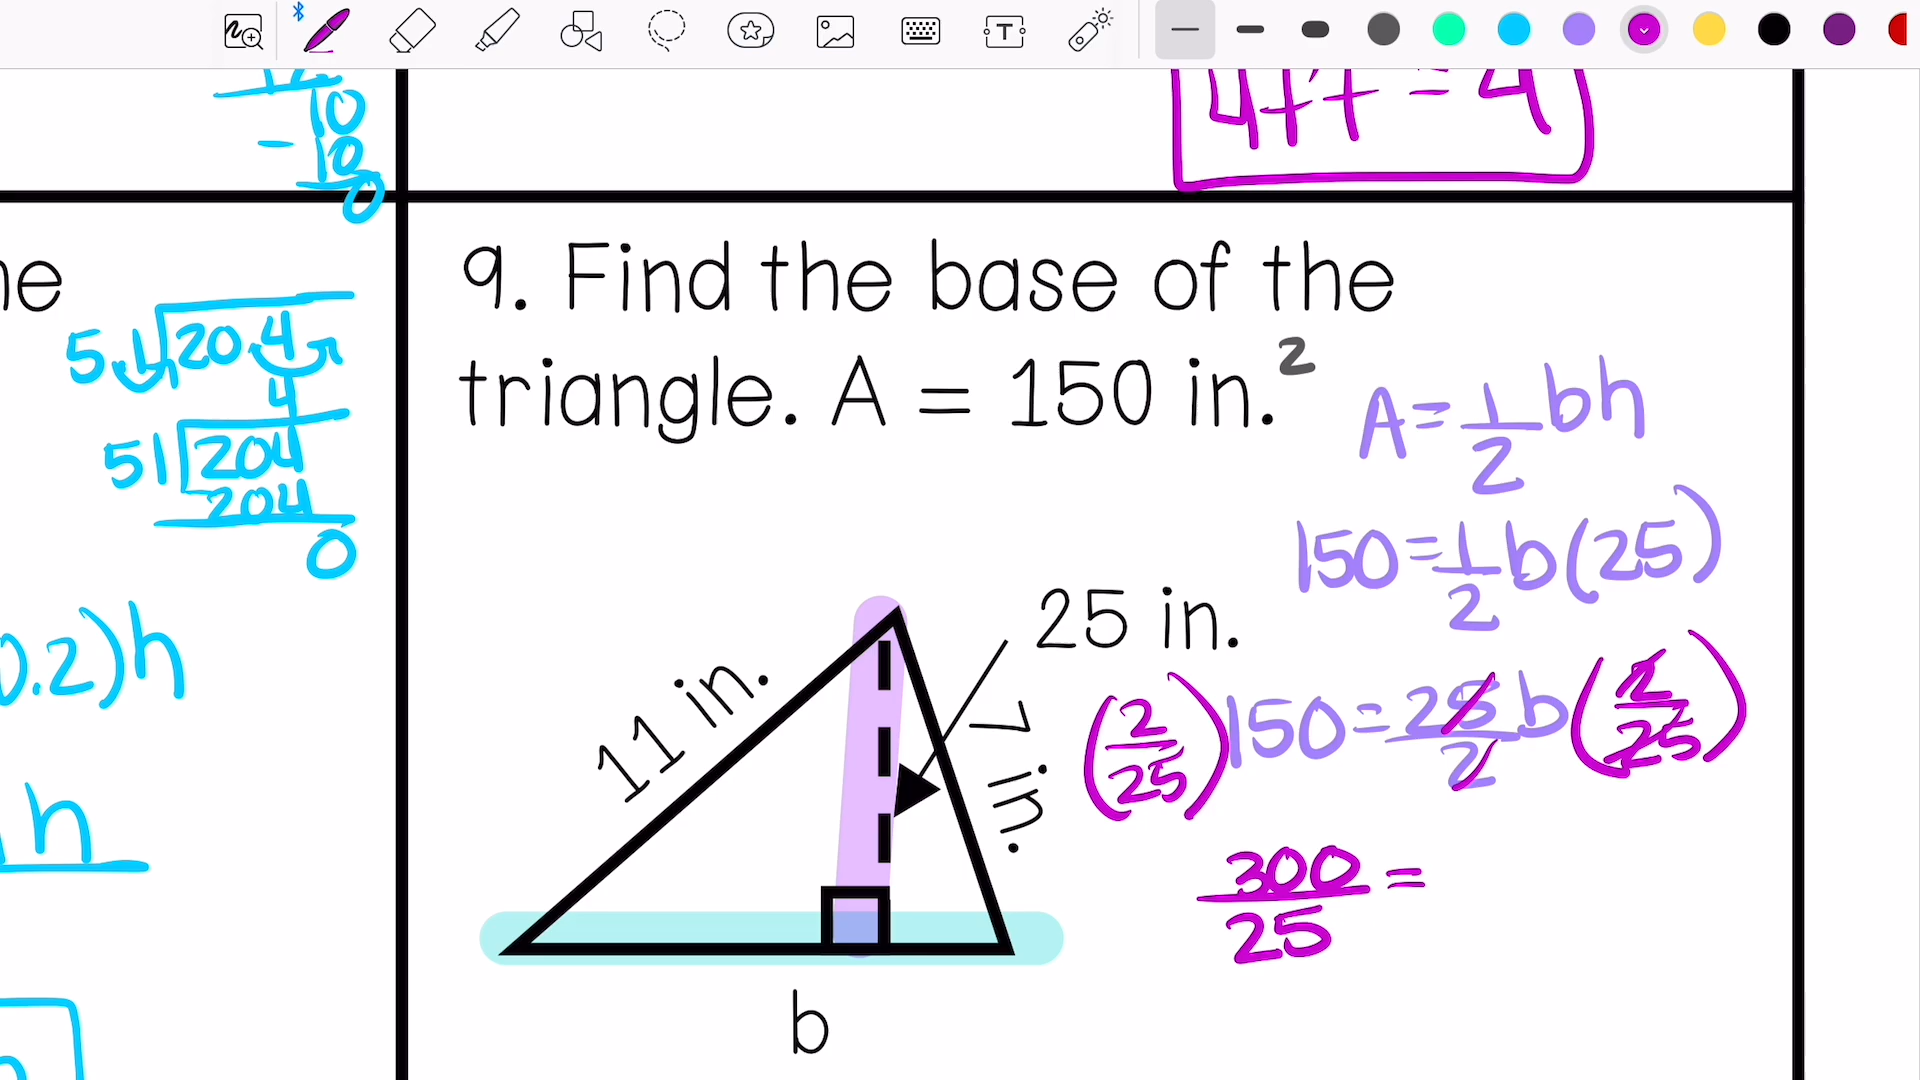 10
- 10
0
4ft = 4
9. Find the base of the
triangle. A = 150 in.²
5.1 20.4
4
51 204
204
0
A = 1/2 bh
150 = 1/2 b(25)
0.2)h
h
(2/25) 150 = 25/2 b (2/25)
300/25 =
25 in.
11 in.
7 in.
b